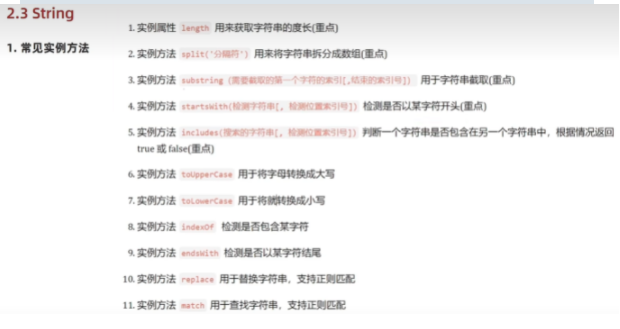 2.3 String
1. 常见实例方法
1. 实例属性 length 用来获取字符串的度长(重点)
2. 实例方法 split('分隔符') 用来将字符串拆分成数组(重点)
3. 实例方法 substring（需要截取的第一个字符的索引[,结束的索引号]） 用于字符串截取(重点)
4. 实例方法 startsWith(检测字符串[, 检测位置索引号]) 检测是否以某字符开头(重点)
5. 实例方法 includes(搜索的字符串[, 检测位置索引号]) 判断一个字符串是否包含在另一个字符串中，根据情况返回
true 或 false(重点)
6. 实例方法 toUpperCase 用于将字母转换成大写
7. 实例方法 toLowerCase 用于将就转换成小写
8. 实例方法 indexOf 检测是否包含某字符
9. 实例方法 endsWith 检测是否以某字符结尾
10. 实例方法 replace 用于替换字符串，支持正则匹配
11. 实例方法 match 用于查找字符串，支持正则匹配